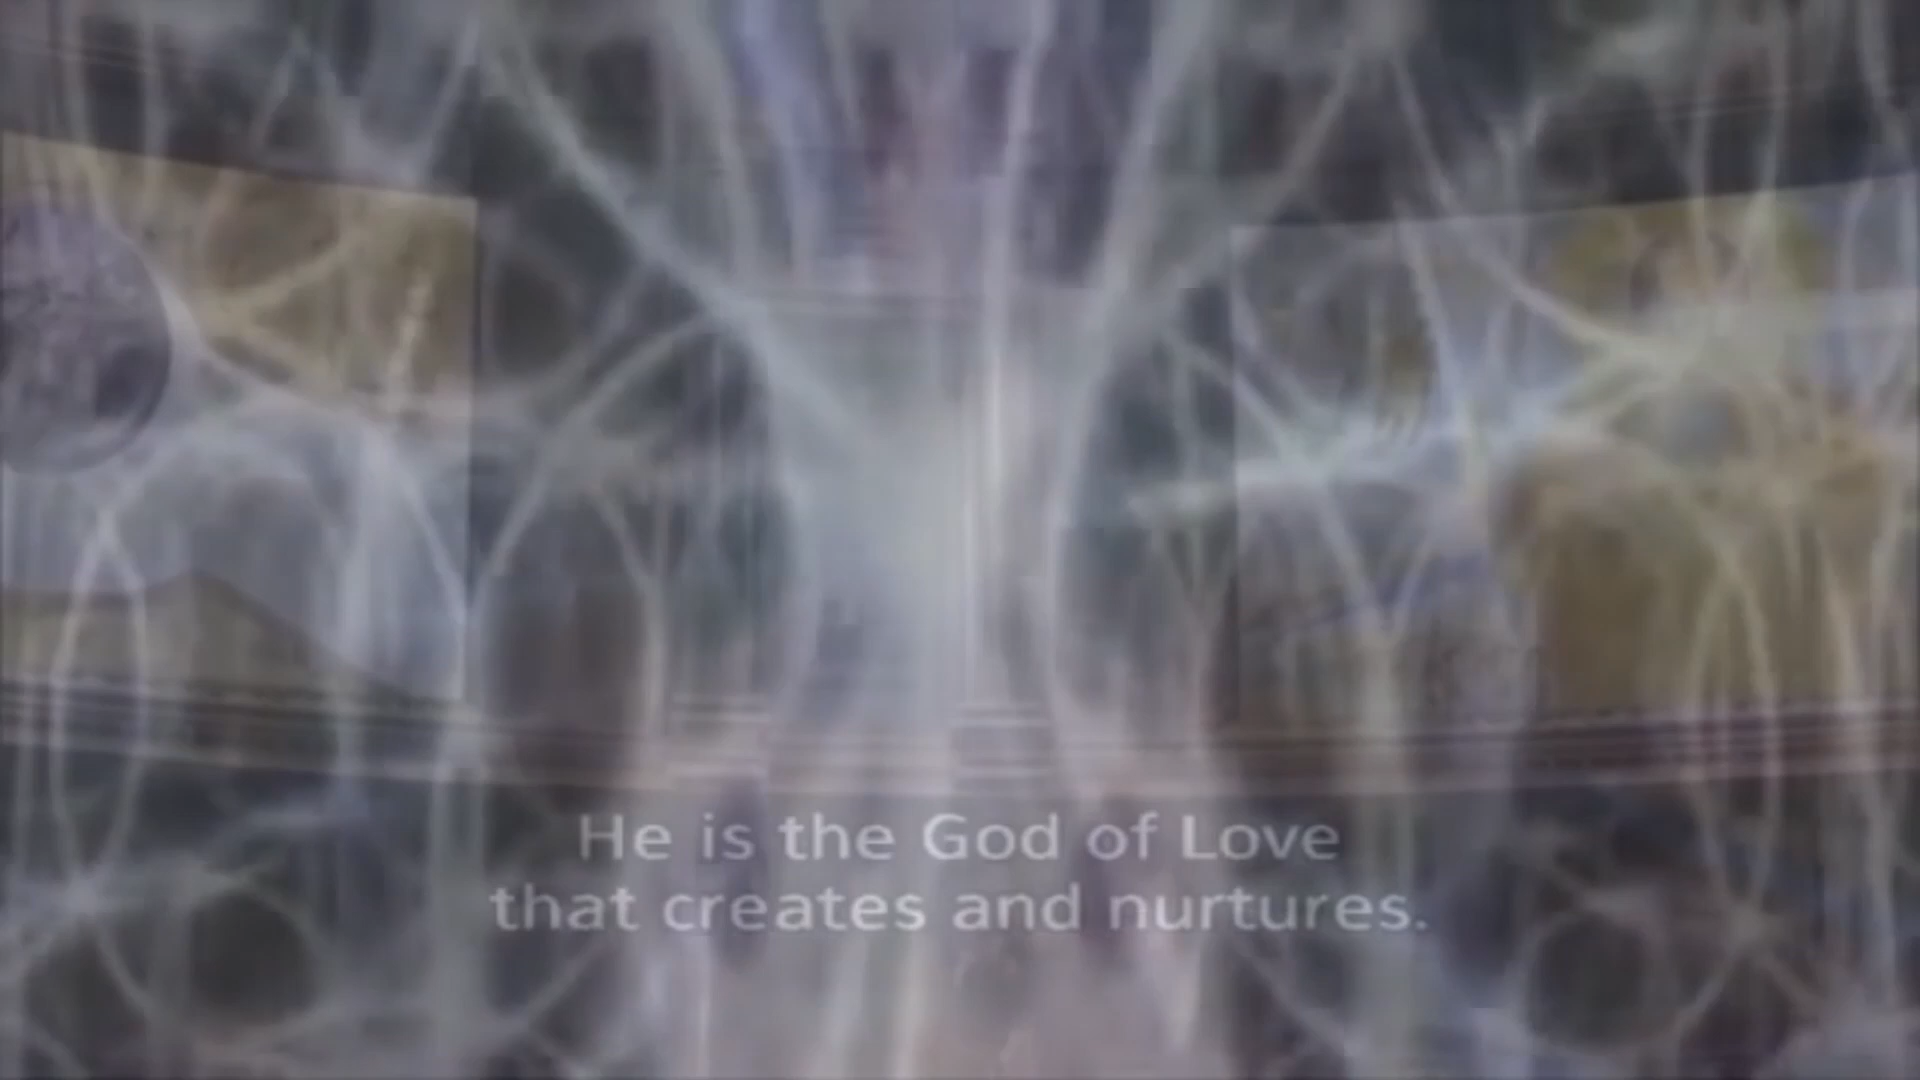 He is the God of Love
that creates and nurtures.